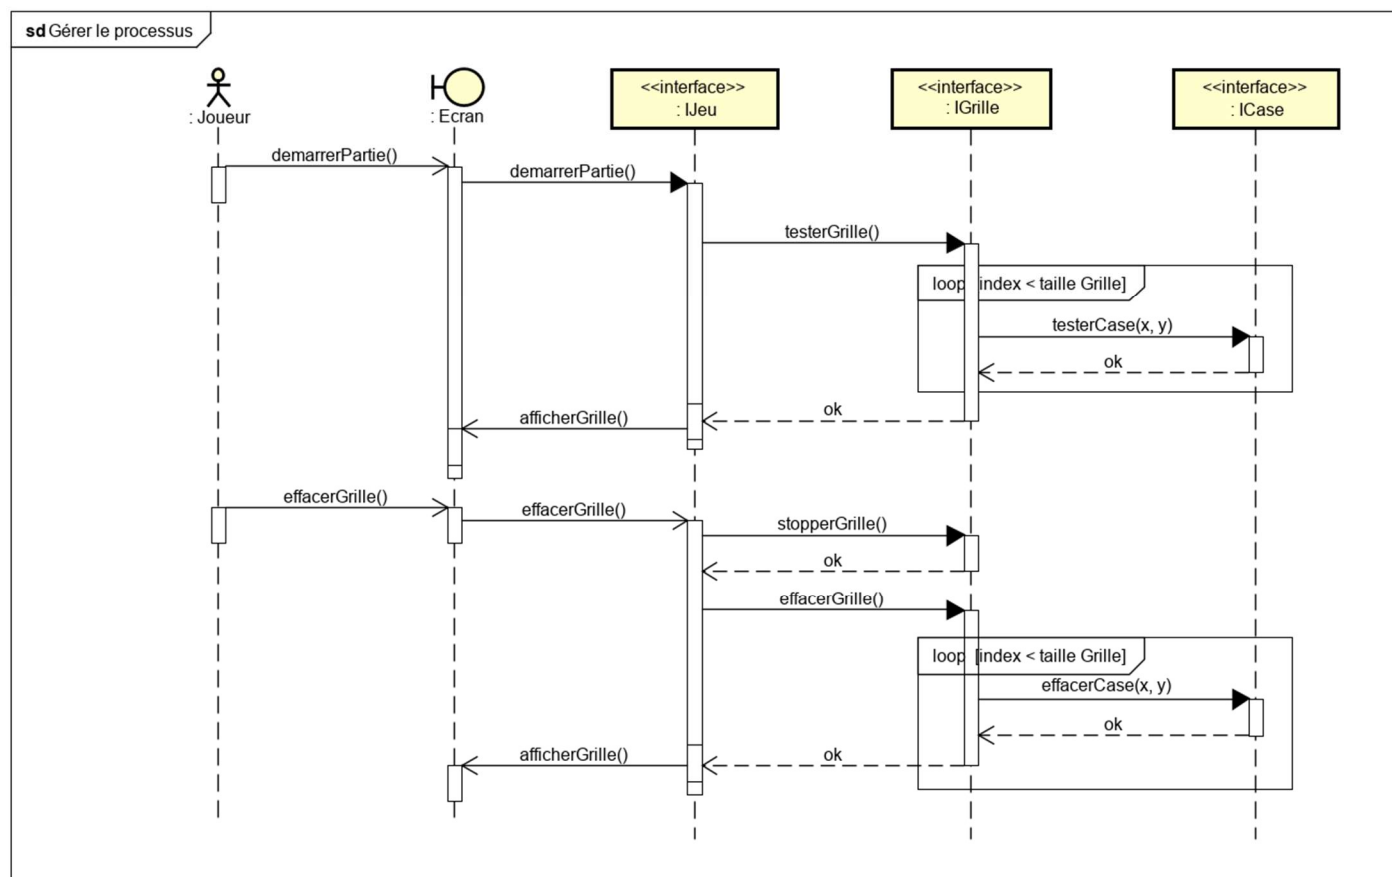 sd Gérer le processus
: Joueur
: Ecran
<<interface>>
: IJeu
<<interface>>
: IGrille
<<interface>>
: ICase
demarrerPartie()
demarrerPartie()
testerGrille()
loop [index < taille Grille]
testerCase(x, y)
ok
ok
afficherGrille()
effacerGrille()
effacerGrille()
stopperGrille()
ok
effacerGrille()
loop [index < taille Grille]
effacerCase(x, y)
ok
afficherGrille()
ok